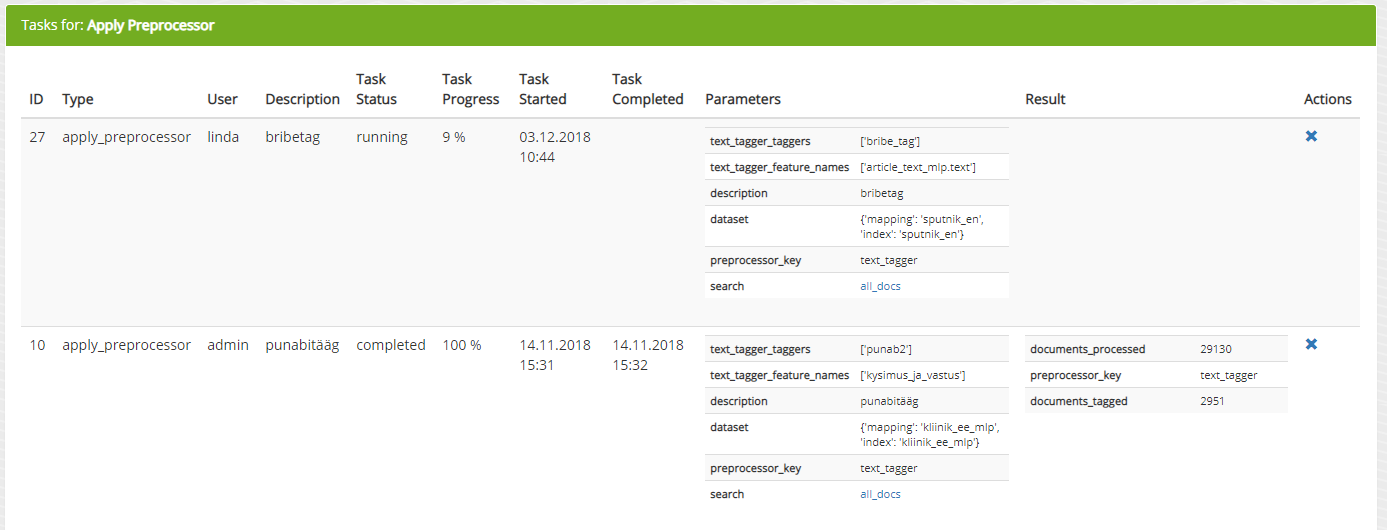 Tasks for: Apply Preprocessor
ID Type User Description Task Status Task Progress Task Started Task Completed Parameters Result Actions
27 apply_preprocessor linda bribetag running 9 % 03.12.2018 10:44
text_tagger_taggers ['bribe_tag']
text_tagger_feature_names ['article_text_mlp.text']
description bribetag
dataset {'mapping': 'sputnik_en',
'index': 'sputnik_en'}
preprocessor_key text_tagger
search all_docs
10 apply_preprocessor admin punabitääg completed 100 % 14.11.2018 15:31 14.11.2018 15:32
text_tagger_taggers ['punab2']
text_tagger_feature_names ['kysimus_ja_vastus']
description punabitääg
dataset {'mapping': 'kliinik_ee_mlp',
'index': 'kliinik_ee_mlp'}
preprocessor_key text_tagger
search all_docs
documents_processed 29130
preprocessor_key text_tagger
documents_tagged 2951